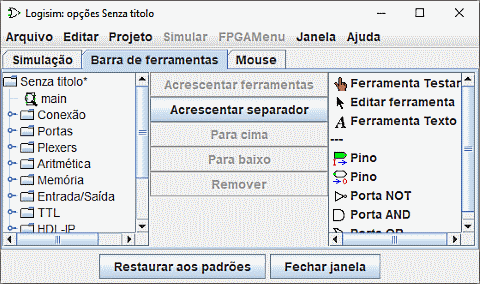 Logisim: opções Senza titolo
Arquivo Editar Projeto Simular FPGAMenu Janela Ajuda
Simulação Barra de ferramentas Mouse
Senza titolo*
main
Conexão
Portas
Plexers
Aritmética
Memória
Entrada/Saída
TTL
HDL-IP
Acrescentar ferramentas
Acrescentar separador
Para cima
Para baixo
Remover
Ferramenta Testar
Editar ferramenta
Ferramenta Texto
---
Pino
Pino
Porta NOT
Porta AND
Porta OR
Restaurar aos padrões Fechar janela